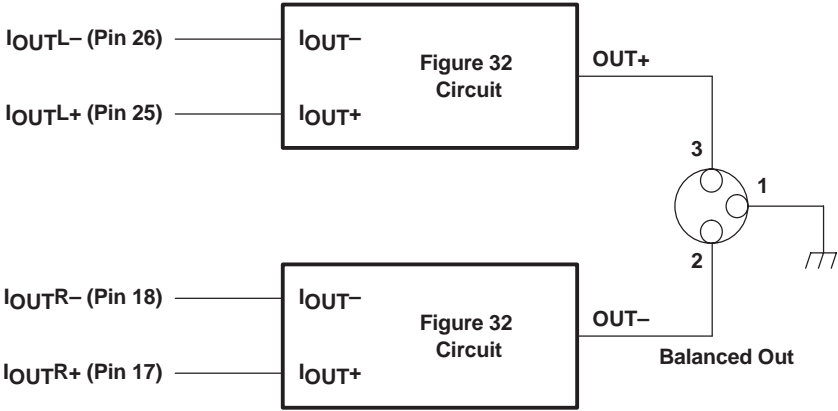 IOUTL– (Pin 26)
IOUT–
Figure 32
Circuit
OUT+
IOUTL+ (Pin 25)
IOUT+
3
1
2
IOUTR– (Pin 18)
IOUT–
Figure 32
Circuit
OUT–
Balanced Out
IOUTR+ (Pin 17)
IOUT+